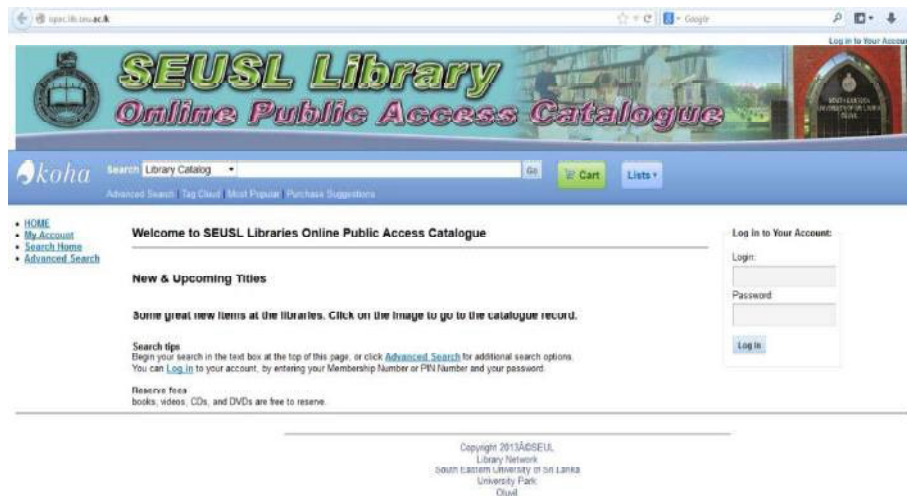 Google
Log in to Your Accou
SEUSL Library
Online Public Access Catalogue
koha
Search Library Catalog
Go
Cart
Lists
Advanced Search | Tag Cloud | Most Popular | Purchase Suggestions
HOME
My Account
Search Home
Advanced Search
Welcome to SEUSL Libraries Online Public Access Catalogue
New & Upcoming Titles
Some great new items at the libraries. Click on the image to go to the catalogue record.
Search tips
Begin your search in the text box at the top of this page, or click Advanced Search for additional search options.
You can Log in to your account, by entering your Membership Number or PIN Number and your password.
Reserve fees
books, videos, CDs, and DVDs are free to reserve.
Log in to Your Account:
Login:
Password
Log In
Copyright 2013Â©SEUL
Library Network
South Eastern University of Sri Lanka
University Park
Oluvil